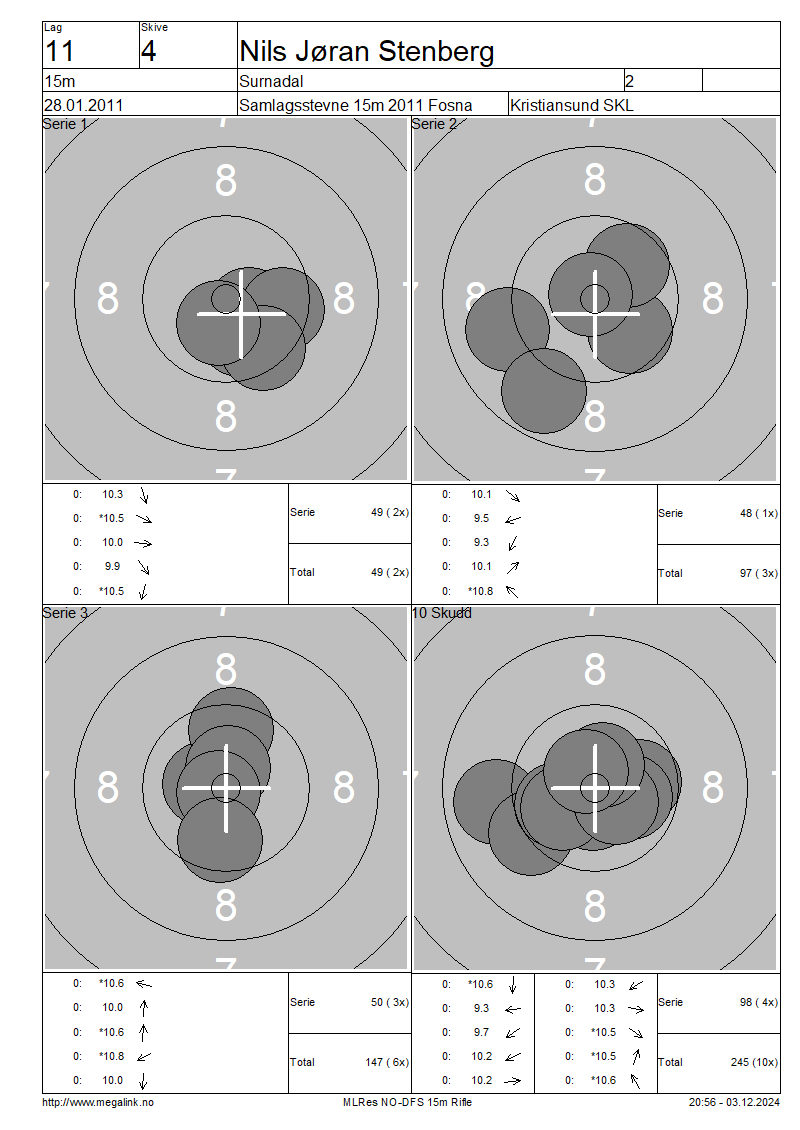 Lag
Skive
11
4
Nils Jøran Stenberg
15m
Surnadal
2
28.01.2011
Samlagsstevne 15m 2011 Fosna
Kristiansund SKL
Serie 1
7
8
7 8 8
8
7
Serie 2
7
8
7 8 8 7
8
7
0: 10.3
0: *10.5
0: 10.0
0: 9.9
0: *10.5
Serie 49 ( 2x)
Total 49 ( 2x)
0: 10.1
0: 9.5
0: 9.3
0: 10.1
0: *10.8
Serie 48 ( 1x)
Total 97 ( 3x)
Serie 3
7
8
7 8 8
8
7
10 Skudd
7
8
7 8 7
8
7
0: *10.6
0: 10.0
0: *10.6
0: *10.8
0: 10.0
Serie 50 ( 3x)
Total 147 ( 6x)
0: *10.6 0: 10.3
0: 9.3 0: 10.3
0: 9.7 0: *10.5
0: 10.2 0: *10.5
0: 10.2 0: *10.6
Serie 98 ( 4x)
Total 245 (10x)
http://www.megalink.no
MLRes NO-DFS 15m Rifle
20:56 - 03.12.2024